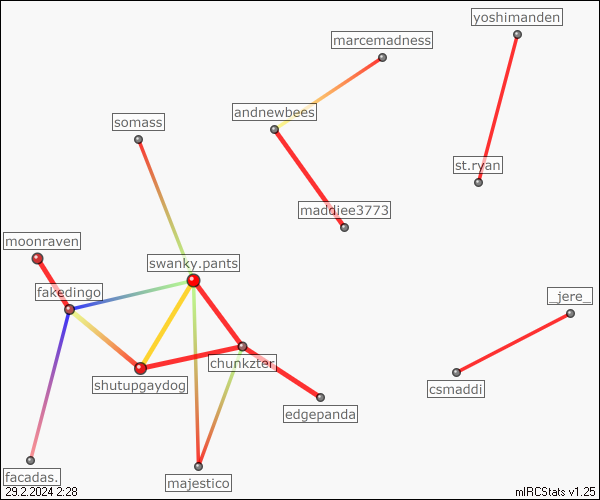 yoshimanden
marcemadness
andnewbees
somass
st.ryan
maddiee3773
moonraven
swanky.pants
fakedingo
_jere_
chunkzter
shutupgaydog
csmaddi
edgepanda
facadas.
majestico
29.2.2024 2:28
mIRCStats v1.25